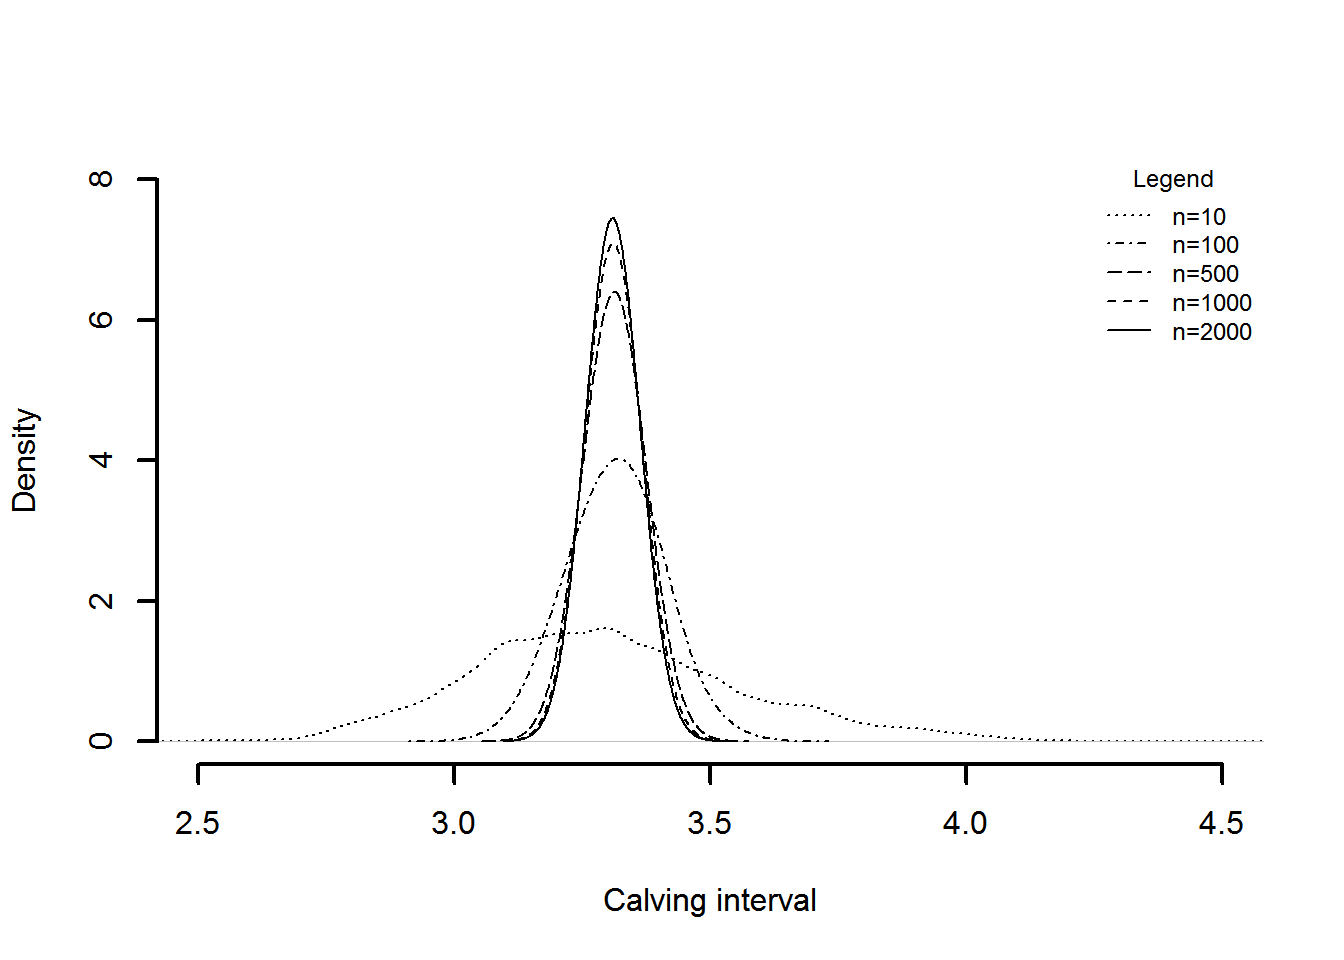 Legend
n=10
n=100
n=500
n=1000
n=2000
Density
8
6
4
2
0
2.5 3.0 3.5 4.0 4.5
Calving interval